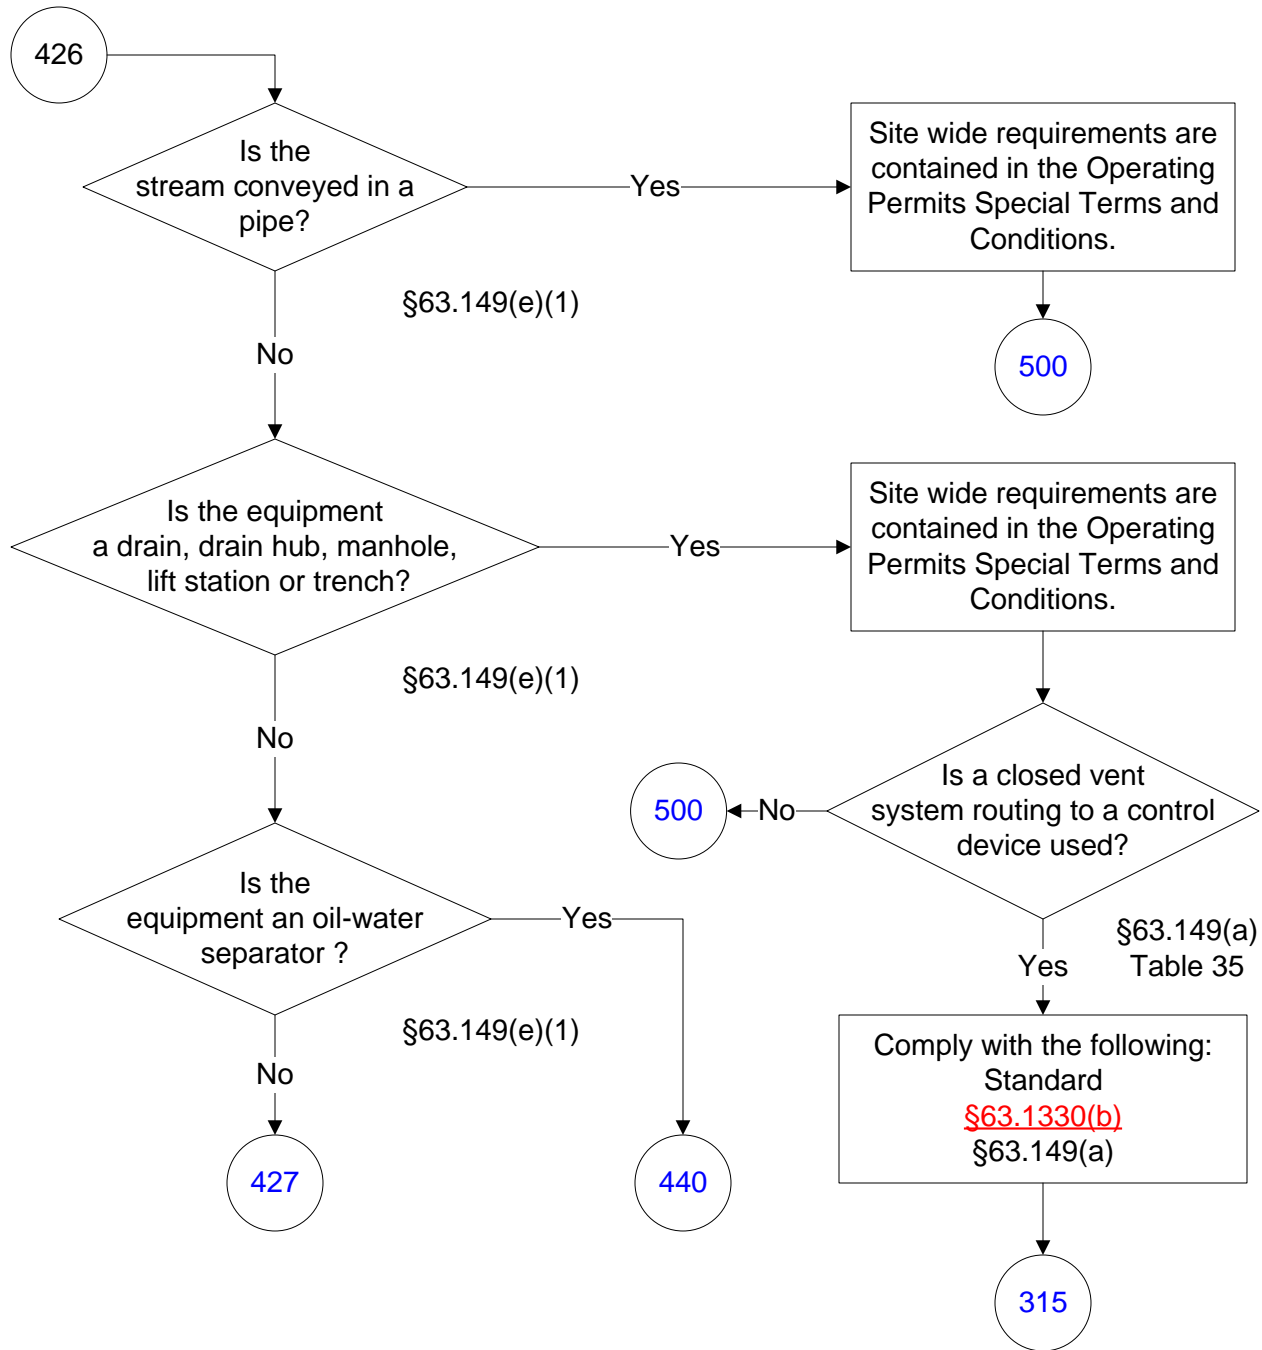 426
Is the
stream conveyed in a
pipe?
Yes
Site wide requirements are
contained in the Operating
Permits Special Terms and
Conditions.
§63.149(e)(1)
500
No
Is the equipment
a drain, drain hub, manhole,
lift station or trench?
Yes
Site wide requirements are
contained in the Operating
Permits Special Terms and
Conditions.
§63.149(e)(1)
No
Is a closed vent
system routing to a control
device used?
No
500
Is the
equipment an oil-water
separator ?
Yes
§63.149(a)
Table 35
Yes
§63.149(e)(1)
No
Comply with the following:
Standard
§63.1330(b)
§63.149(a)
427
440
315